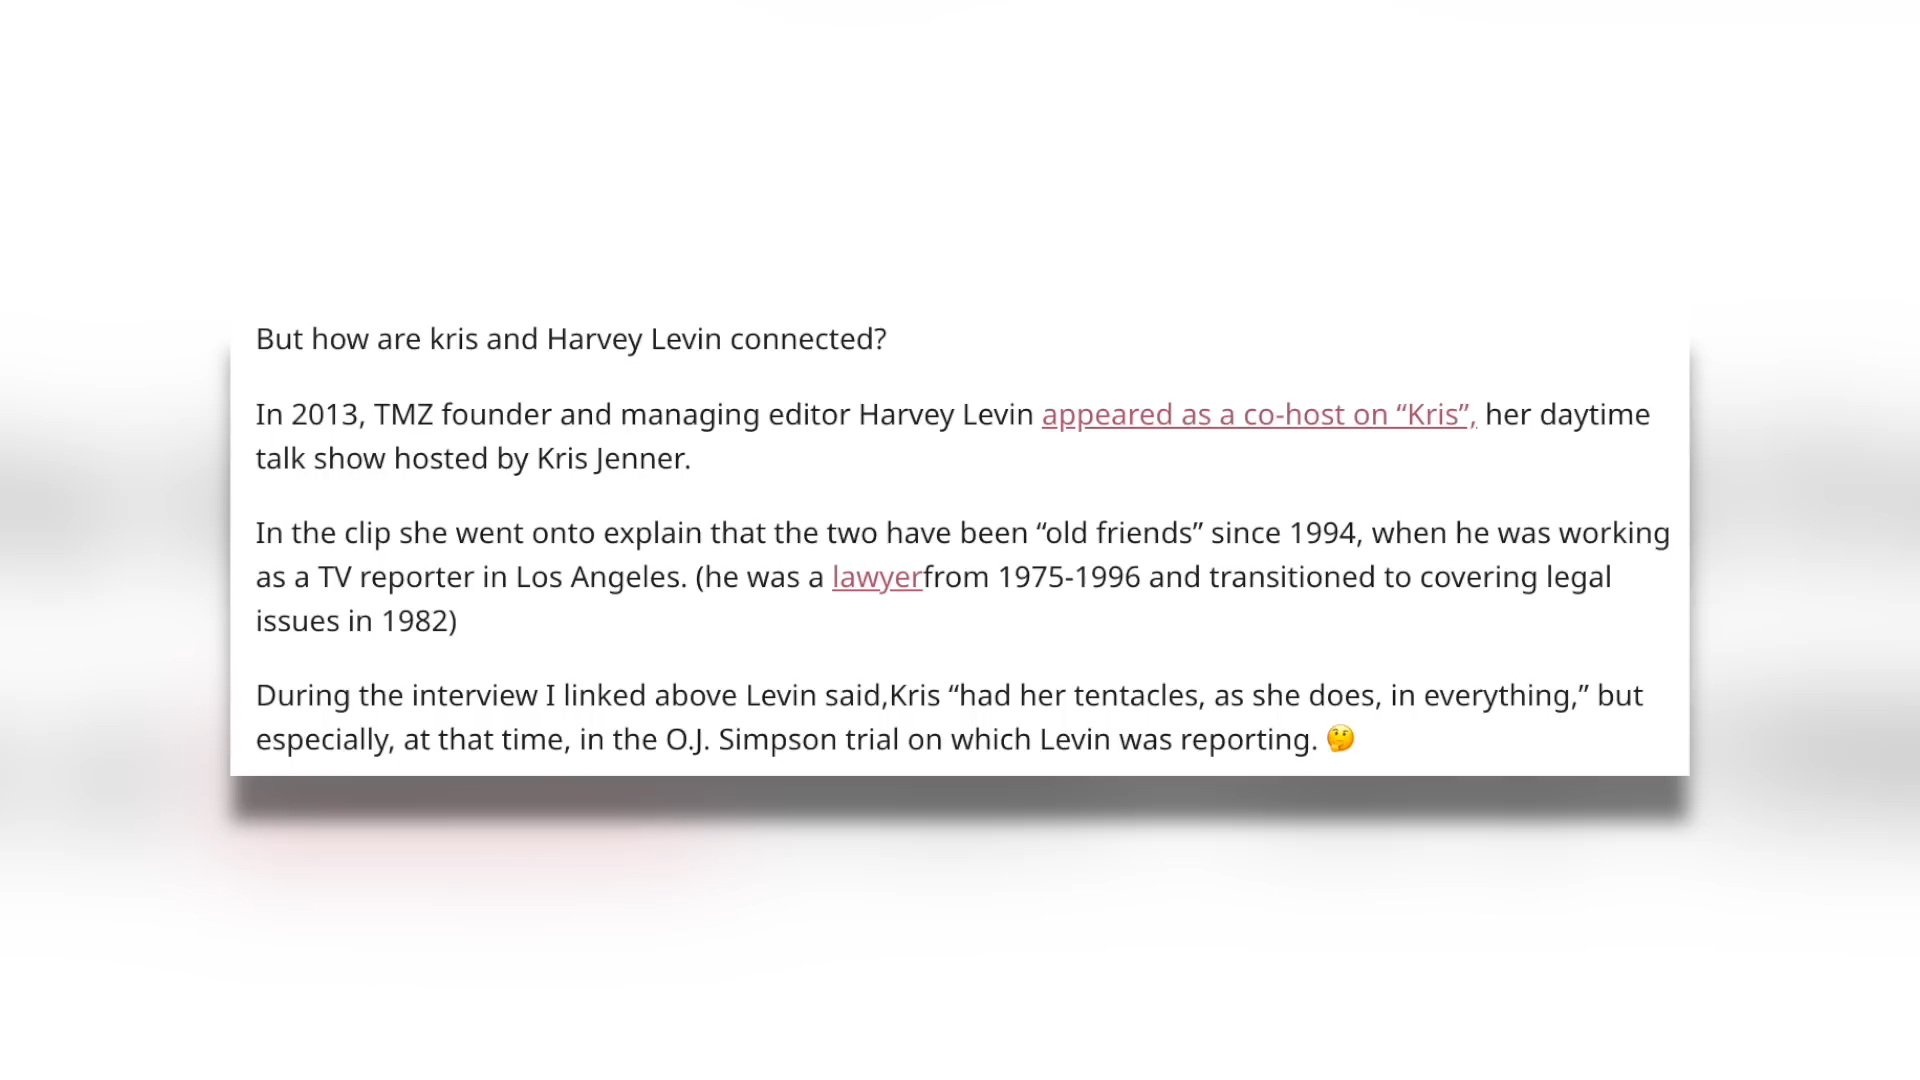 But how are kris and Harvey Levin connected?
In 2013, TMZ founder and managing editor Harvey Levin appeared as a co-host on “Kris”, her daytime
talk show hosted by Kris Jenner.
In the clip she went onto explain that the two have been “old friends” since 1994, when he was working
as a TV reporter in Los Angeles. (he was a lawyerfrom 1975-1996 and transitioned to covering legal
issues in 1982)
During the interview I linked above Levin said,Kris “had her tentacles, as she does, in everything,” but
especially, at that time, in the O.J. Simpson trial on which Levin was reporting. 🤔